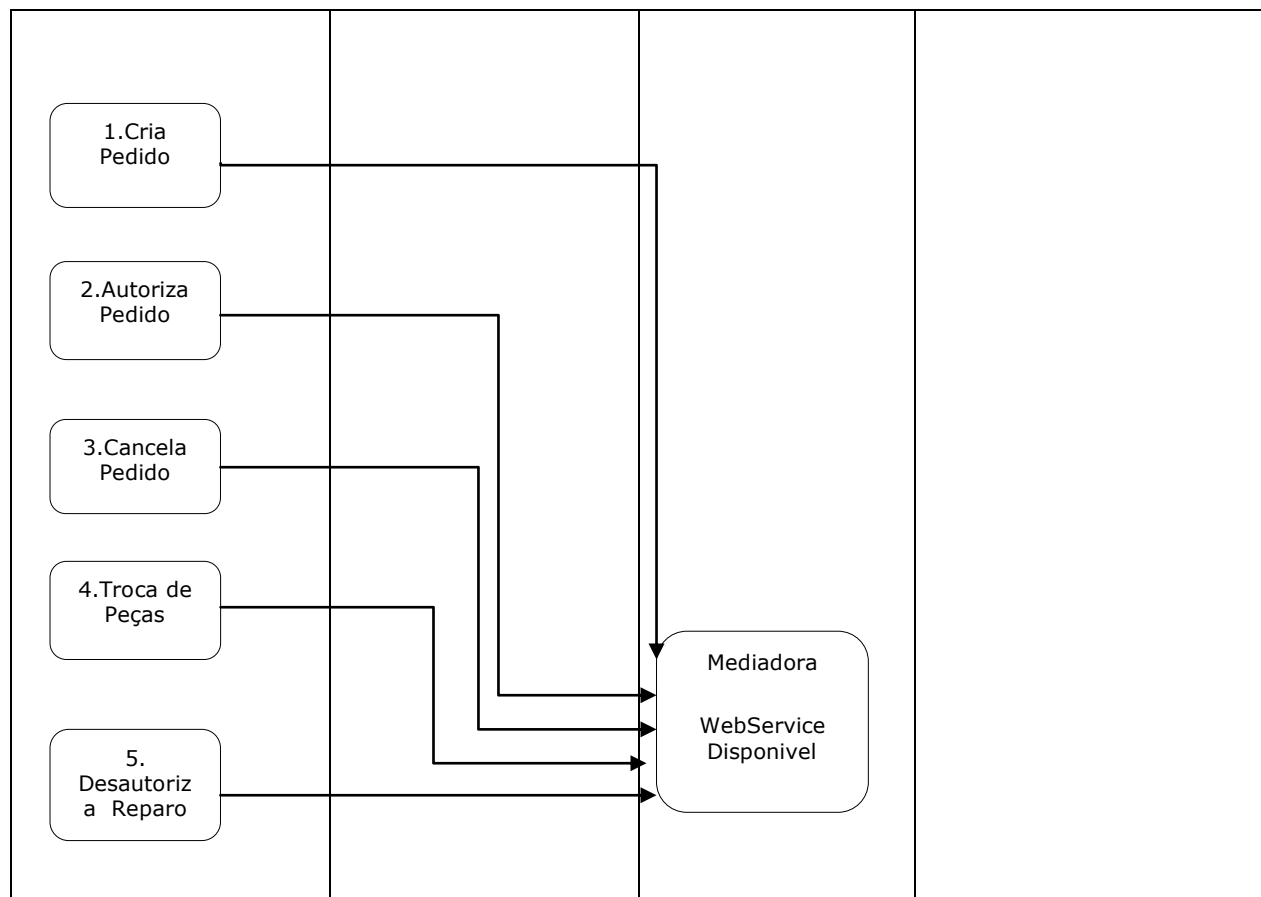 1.Cria
Pedido
2.Autoriza
Pedido
3.Cancela
Pedido
4.Troca de
Peças
5.
Desautoriz
a Reparo
Mediadora
WebService
Disponivel